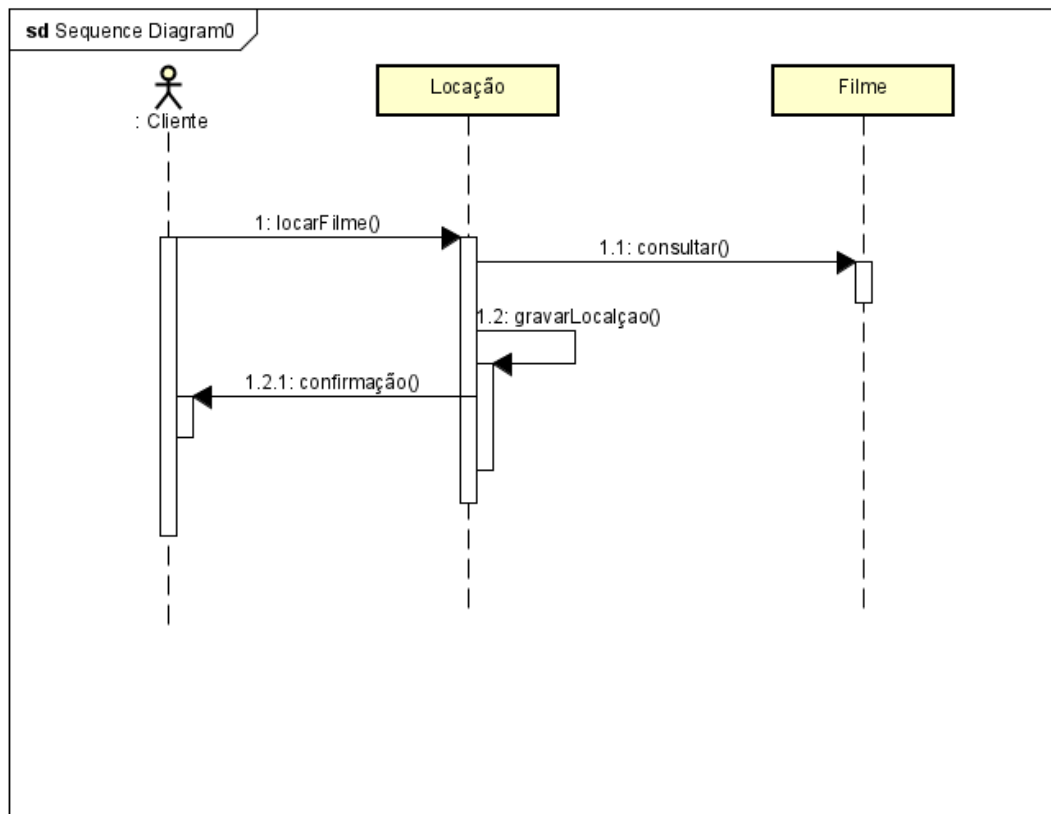 sd Sequence Diagram0
: Cliente
Locação
Filme
1: locarFilme()
1.1: consultar()
1.2: gravarLocalçao()
1.2.1: confirmação()